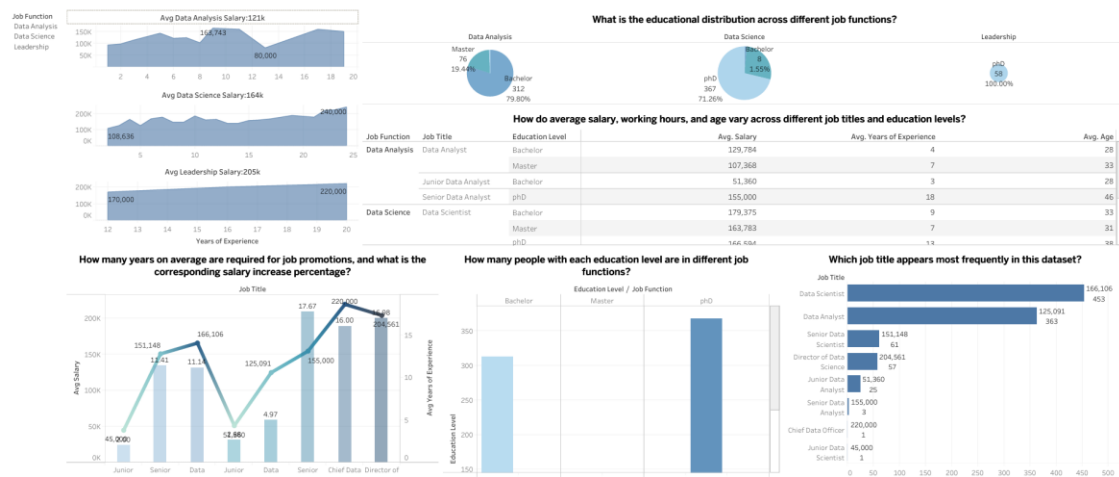 Job Function
Data Analysis
Data Science
Leadership
Avg Data Analysis Salary:121k
150K
100K
50K
163,743
80,000
2 4 6 8 10 12 14 16 18 20
Avg Data Science Salary:164k
200K
100K
0K
108,636
240,000
5 10 15 20 25
Avg Leadership Salary:205k
200K
100K
0K
170,000
220,000
12 13 14 15 16 17 18 19 20
Years of Experience
What is the educational distribution across different job functions?
Data Analysis
Data Science
Leadership
Master
76
19.44%
Bachelor
312
79.80%
Bachelor
8
1.55%
phD
367
71.26%
phD
58
100.00%
How do average salary, working hours, and age vary across different job titles and education levels?
Job Function Job Title Education Level Avg. Salary Avg. Years of Experience Avg. Age
Data Analysis Data Analyst Bachelor 129,784 4 28
Master 107,368 7 33
Junior Data Analyst Bachelor 51,360 3 28
Senior Data Analyst phD 155,000 18 46
Data Science Data Scientist Bachelor 179,375 9 33
Master 163,783 7 31
phD 166,594 13 38
How many years on average are required for job promotions, and what is the
corresponding salary increase percentage?
Job Title
Avg Salary
200K
150K
100K
50K
0K
Avg Years of Experience
15
10
5
0
45,000
151,148
11.41
166,106
11.14
125,091
4.97
17.67
155,000
220,000
16.00
204,561
Junior Senior Data Junior Data Senior Chief Data Director of
How many people with each education level are in different job
functions?
Education Level / Job Function
Bachelor Master phD
Education Level
350
300
250
200
150
Which job title appears most frequently in this dataset?
Job Title
Data Scientist
166,106
453
Data Analyst
125,091
363
Senior Data
Scientist
151,148
61
Director of Data
Science
204,561
57
Junior Data
Analyst
51,360
25
Senior Data
Analyst
155,000
3
Chief Data Officer
220,000
1
Junior Data
Scientist
45,000
1
0 50 100 150 200 250 300 350 400 450 500